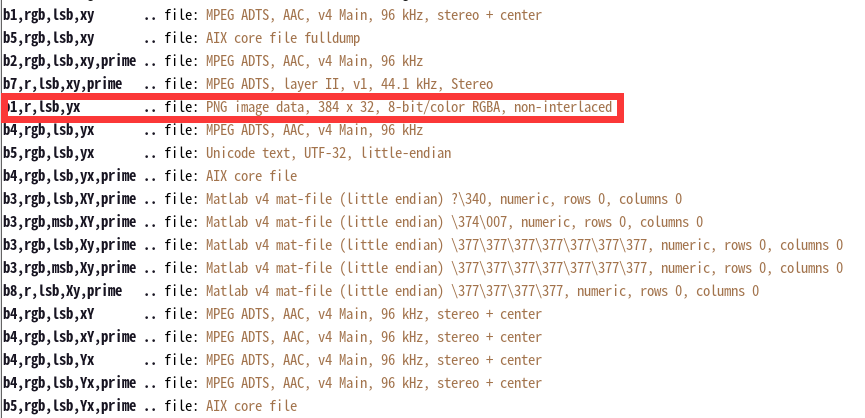 b1,rgb,lsb,xy .. file: MPEG ADTS, AAC, v4 Main, 96 kHz, stereo + center
b5,rgb,lsb,xy .. file: AIX core file fulldump
b2,rgb,lsb,xy,prime .. file: MPEG ADTS, AAC, v4 Main, 96 kHz
b7,r,lsb,xy,prime .. file: MPEG ADTS, layer II, v1, 44.1 kHz, Stereo
b1,r,lsb,yx .. file: PNG image data, 384 x 32, 8-bit/color RGBA, non-interlaced
b4,rgb,lsb,yx .. file: MPEG ADTS, AAC, v4 Main, 96 kHz
b5,rgb,lsb,yx .. file: Unicode text, UTF-32, little-endian
b4,rgb,lsb,yx,prime .. file: AIX core file
b3,rgb,lsb,XY,prime .. file: Matlab v4 mat-file (little endian) ?\340, numeric, rows 0, columns 0
b3,rgb,msb,XY,prime .. file: Matlab v4 mat-file (little endian) \374\007, numeric, rows 0, columns 0
b3,rgb,lsb,Xy,prime .. file: Matlab v4 mat-file (little endian) \377\377\377\377\377\377\377, numeric, rows 0, columns 0
b3,rgb,msb,Xy,prime .. file: Matlab v4 mat-file (little endian) \377\377\377\377\377\377\377, numeric, rows 0, columns 0
b8,r,lsb,Xy,prime .. file: Matlab v4 mat-file (little endian) \377\377\377\377, numeric, rows 0, columns 0
b4,rgb,lsb,xY .. file: MPEG ADTS, AAC, v4 Main, 96 kHz, stereo + center
b4,rgb,lsb,xY,prime .. file: MPEG ADTS, AAC, v4 Main, 96 kHz, stereo + center
b4,rgb,lsb,Yx .. file: MPEG ADTS, AAC, v4 Main, 96 kHz, stereo + center
b4,rgb,lsb,Yx,prime .. file: MPEG ADTS, AAC, v4 Main, 96 kHz, stereo + center
b5,rgb,lsb,Yx,prime .. file: AIX core file